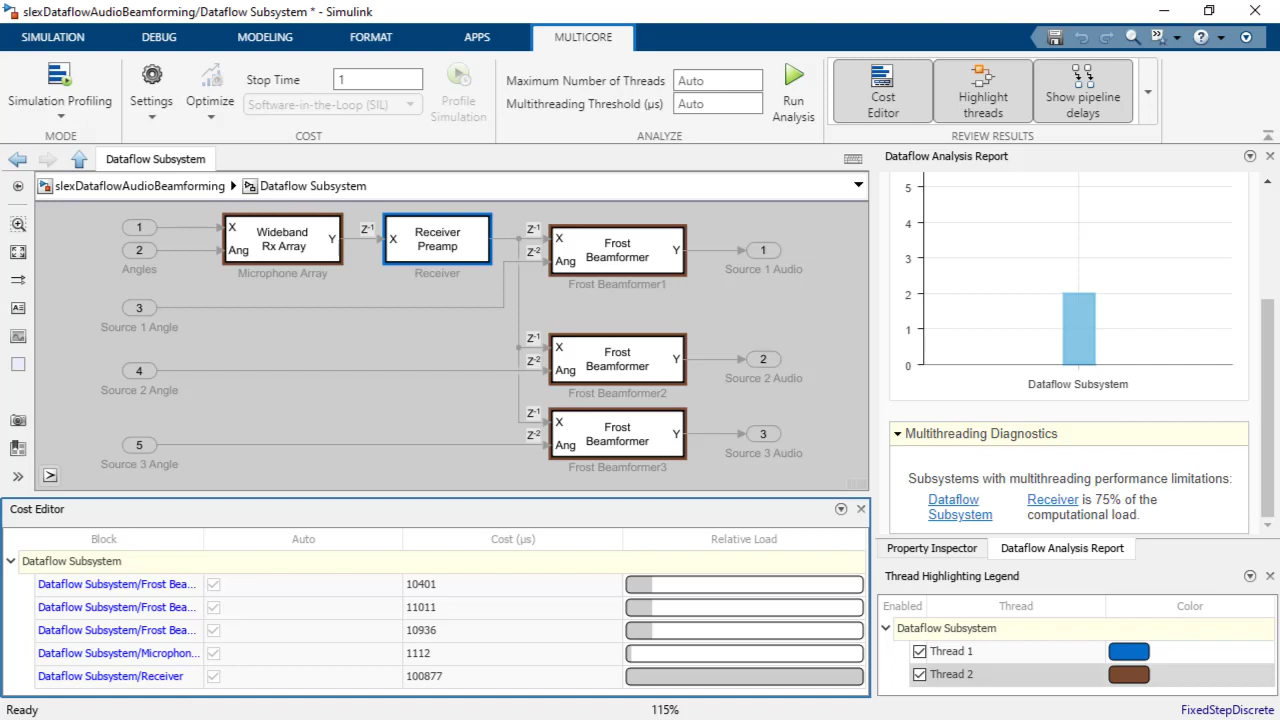 slexDataflowAudioBeamforming/Dataflow Subsystem * - Simulink
SIMULATION DEBUG MODELING FORMAT APPS MULTICORE
Simulation Profiling
MODE
Settings
Optimize
Stop Time 1
Software-in-the-Loop (SIL)
Profile
Simulation
COST
Maximum Number of Threads Auto
Multithreading Threshold (µs) Auto
Run
Analysis
ANALYZE
Cost
Editor
Highlight
threads
Show pipeline
delays
REVIEW RESULTS
Dataflow Subsystem
slexDataflowAudioBeamforming Dataflow Subsystem
1
2
Angles
X
Ang
Wideband
Rx Array
Y
Microphone Array
Z-1
X
Receiver
Preamp
Receiver
Z-1
Z-2
X
Ang
Frost
Beamformer
Y
Frost Beamformer1
1
Source 1 Audio
3
Source 1 Angle
Z-1
Z-2
X
Ang
Frost
Beamformer
Y
Frost Beamformer2
2
Source 2 Audio
4
Source 2 Angle
Z-1
Z-2
X
Ang
Frost
Beamformer
Y
Frost Beamformer3
3
Source 3 Audio
5
Source 3 Angle
Dataflow Analysis Report
5
4
3
2
1
0
Dataflow Subsystem
Multithreading Diagnostics
Subsystems with multithreading performance limitations:
Dataflow
Subsystem
Receiver is 75% of the
computational load.
Property Inspector Dataflow Analysis Report
Cost Editor
Block Auto Cost (µs) Relative Load
Dataflow Subsystem
Dataflow Subsystem/Frost Bea... 10401
Dataflow Subsystem/Frost Bea... 11011
Dataflow Subsystem/Frost Bea... 10936
Dataflow Subsystem/Microphon... 1112
Dataflow Subsystem/Receiver 100877
Thread Highlighting Legend
Enabled Thread Color
Dataflow Subsystem
Thread 1
Thread 2
Ready 115% FixedStepDiscrete